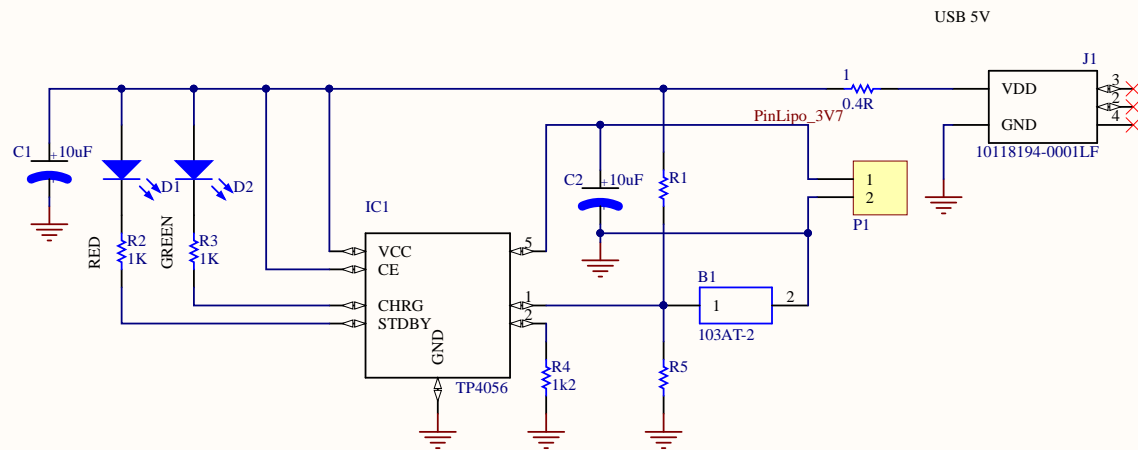 USB 5V
J1
1
0.4R
VDD
GND
3
2
4
10118194-0001LF
PinLipo_3V7
C1
10uF
D1
D2
C2
10uF
R1
1
2
P1
IC1
RED
R2
1K
GREEN
R3
1K
VCC
CE
CHRG
STDBY
GND
5
1
2
TP4056
B1
1
2
103AT-2
R4
1k2
R5